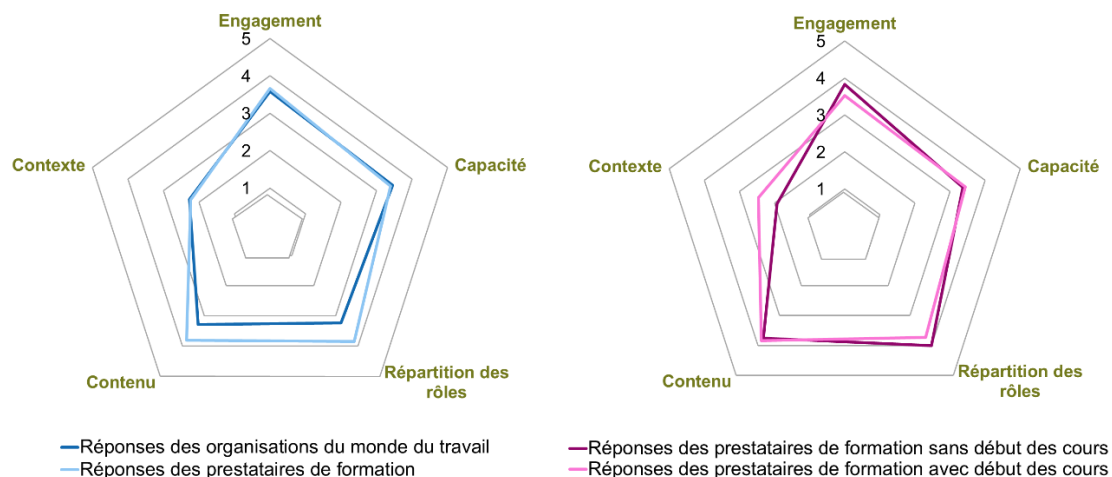 Engagement
5
4
3
2
1
Contexte
Capacité
Contenu
Répartition des
rôles
Réponses des organisations du monde du travail
Réponses des prestataires de formation
Engagement
5
4
3
2
1
Contexte
Capacité
Contenu
Répartition des
rôles
Réponses des prestataires de formation sans début des cours
Réponses des prestataires de formation avec début des cours